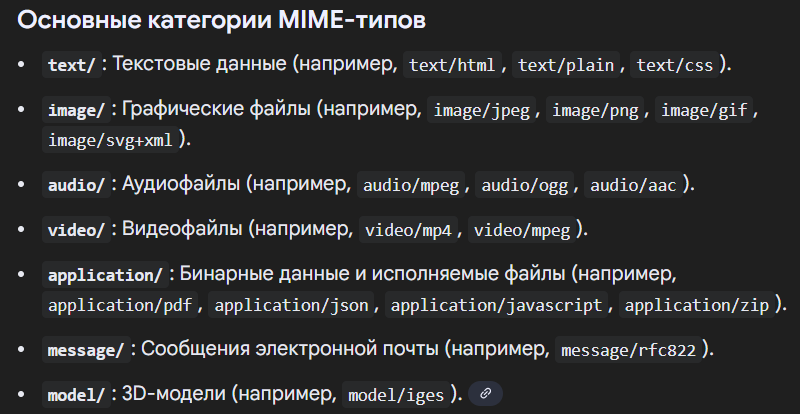 Основные категории MIME-типов
• text/ : Текстовые данные (например, text/html , text/plain , text/css ).
• image/ : Графические файлы (например, image/jpeg , image/png , image/gif ,
image/svg+xml ).
• audio/ : Аудиофайлы (например, audio/mpeg , audio/ogg , audio/aac ).
• video/ : Видеофайлы (например, video/mp4 , video/mpeg ).
• application/ : Бинарные данные и исполняемые файлы (например,
application/pdf , application/json , application/javascript , application/zip ).
• message/ : Сообщения электронной почты (например, message/rfc822 ).
• model/ : 3D-модели (например, model/iges ).